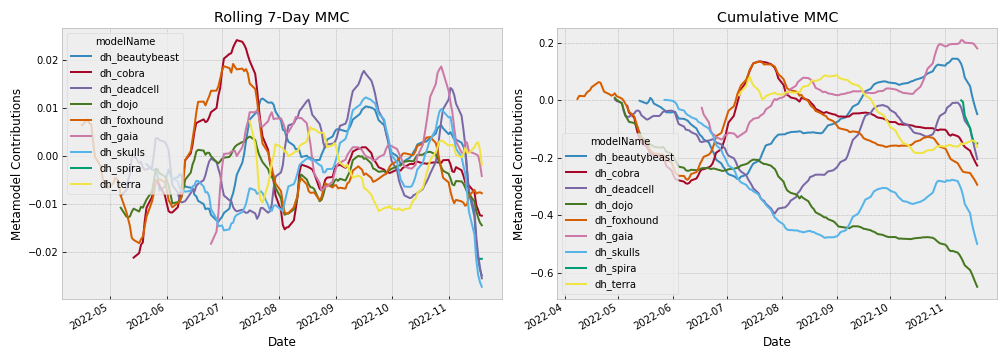 Rolling 7-Day MMC
Metamodel Contributions
0.02
0.01
0.00
−0.01
−0.02
modelName
dh_beautybeast
dh_cobra
dh_deadcell
dh_dojo
dh_foxhound
dh_gaia
dh_skulls
dh_spira
dh_terra
2022-05
2022-06
2022-07
2022-08
2022-09
2022-10
2022-11
Date
Cumulative MMC
Metamodel Contributions
0.2
0.0
−0.2
−0.4
−0.6
modelName
dh_beautybeast
dh_cobra
dh_deadcell
dh_dojo
dh_foxhound
dh_gaia
dh_skulls
dh_spira
dh_terra
2022-04
2022-05
2022-06
2022-07
2022-08
2022-09
2022-10
2022-11
Date